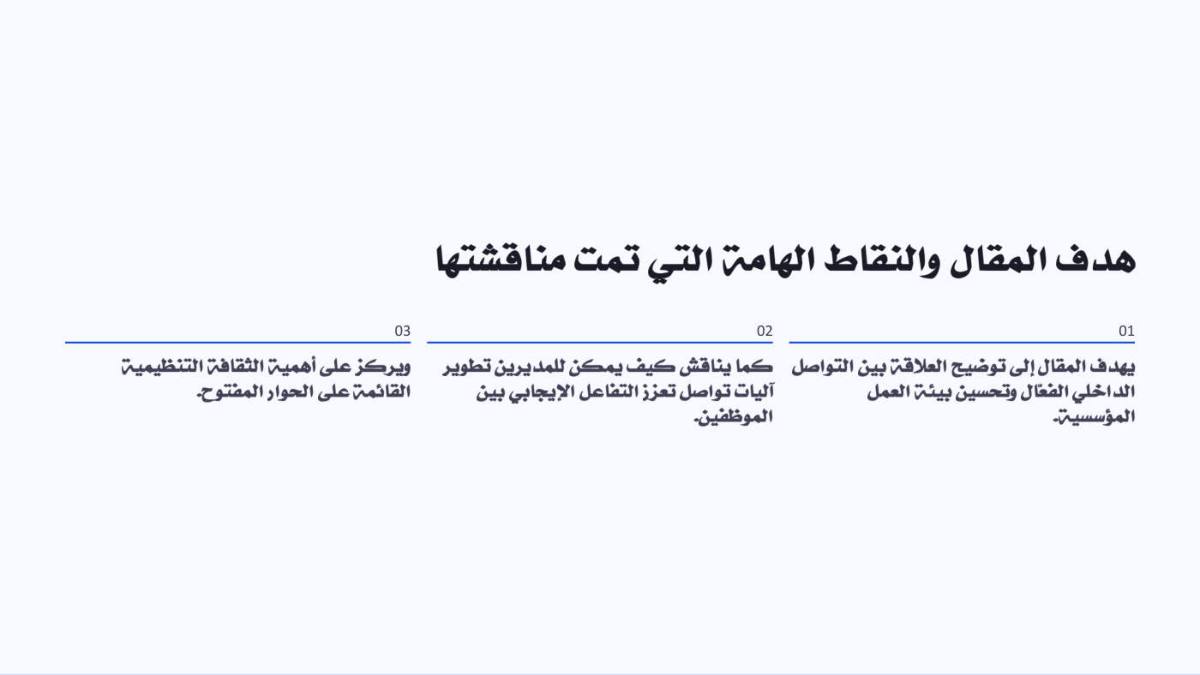 هدف المقال والنقاط الهامة التي تمت مناقشتها
01
يهدف المقال إلى توضيح العلاقة بين التواصل
الداخلي الفعّال وتحسين بيئة العمل
المؤسسية.
02
كما يناقش كيف يمكن للمديرين تطوير
آليات تواصل تعزز التفاعل الإيجابي بين
الموظفين.
03
ويركز على أهمية الثقافة التنظيمية
القائمة على الحوار المفتوح.